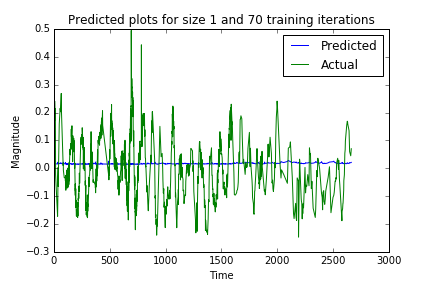 Predicted plots for size 1 and 70 training iterations
Predicted
Actual
Magnitude
0.5
0.4
0.3
0.2
0.1
0.0
−0.1
−0.2
−0.3
0 500 1000 1500 2000 2500 3000
Time